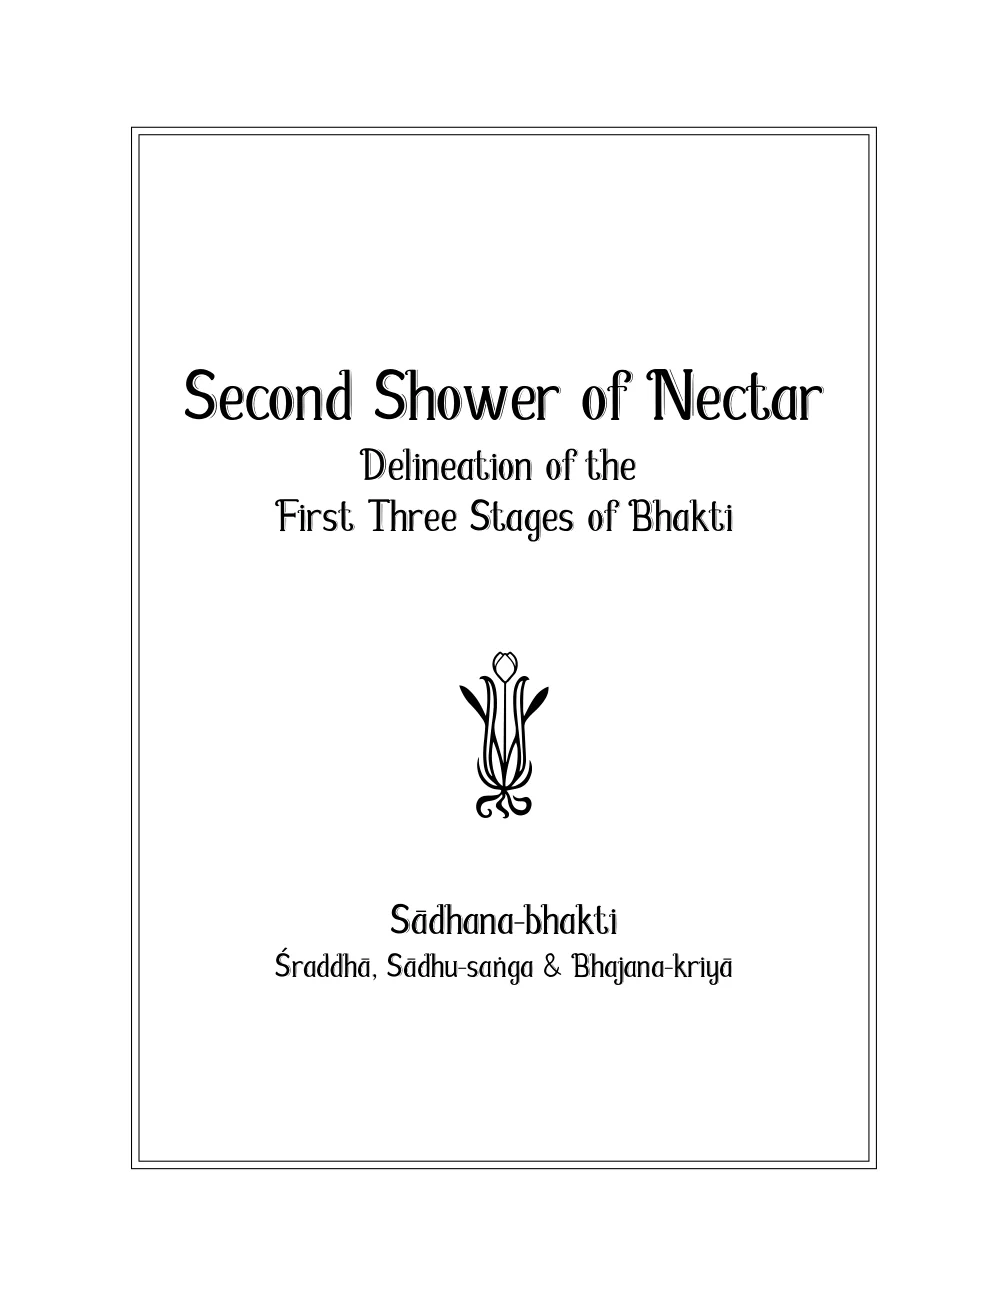 Second Shower of Nectar
Delineation of the
First Three Stages of Bhakti
Sādhana-bhakti
Śraddhā, Sādhu-saṅga & Bhajana-kriyā